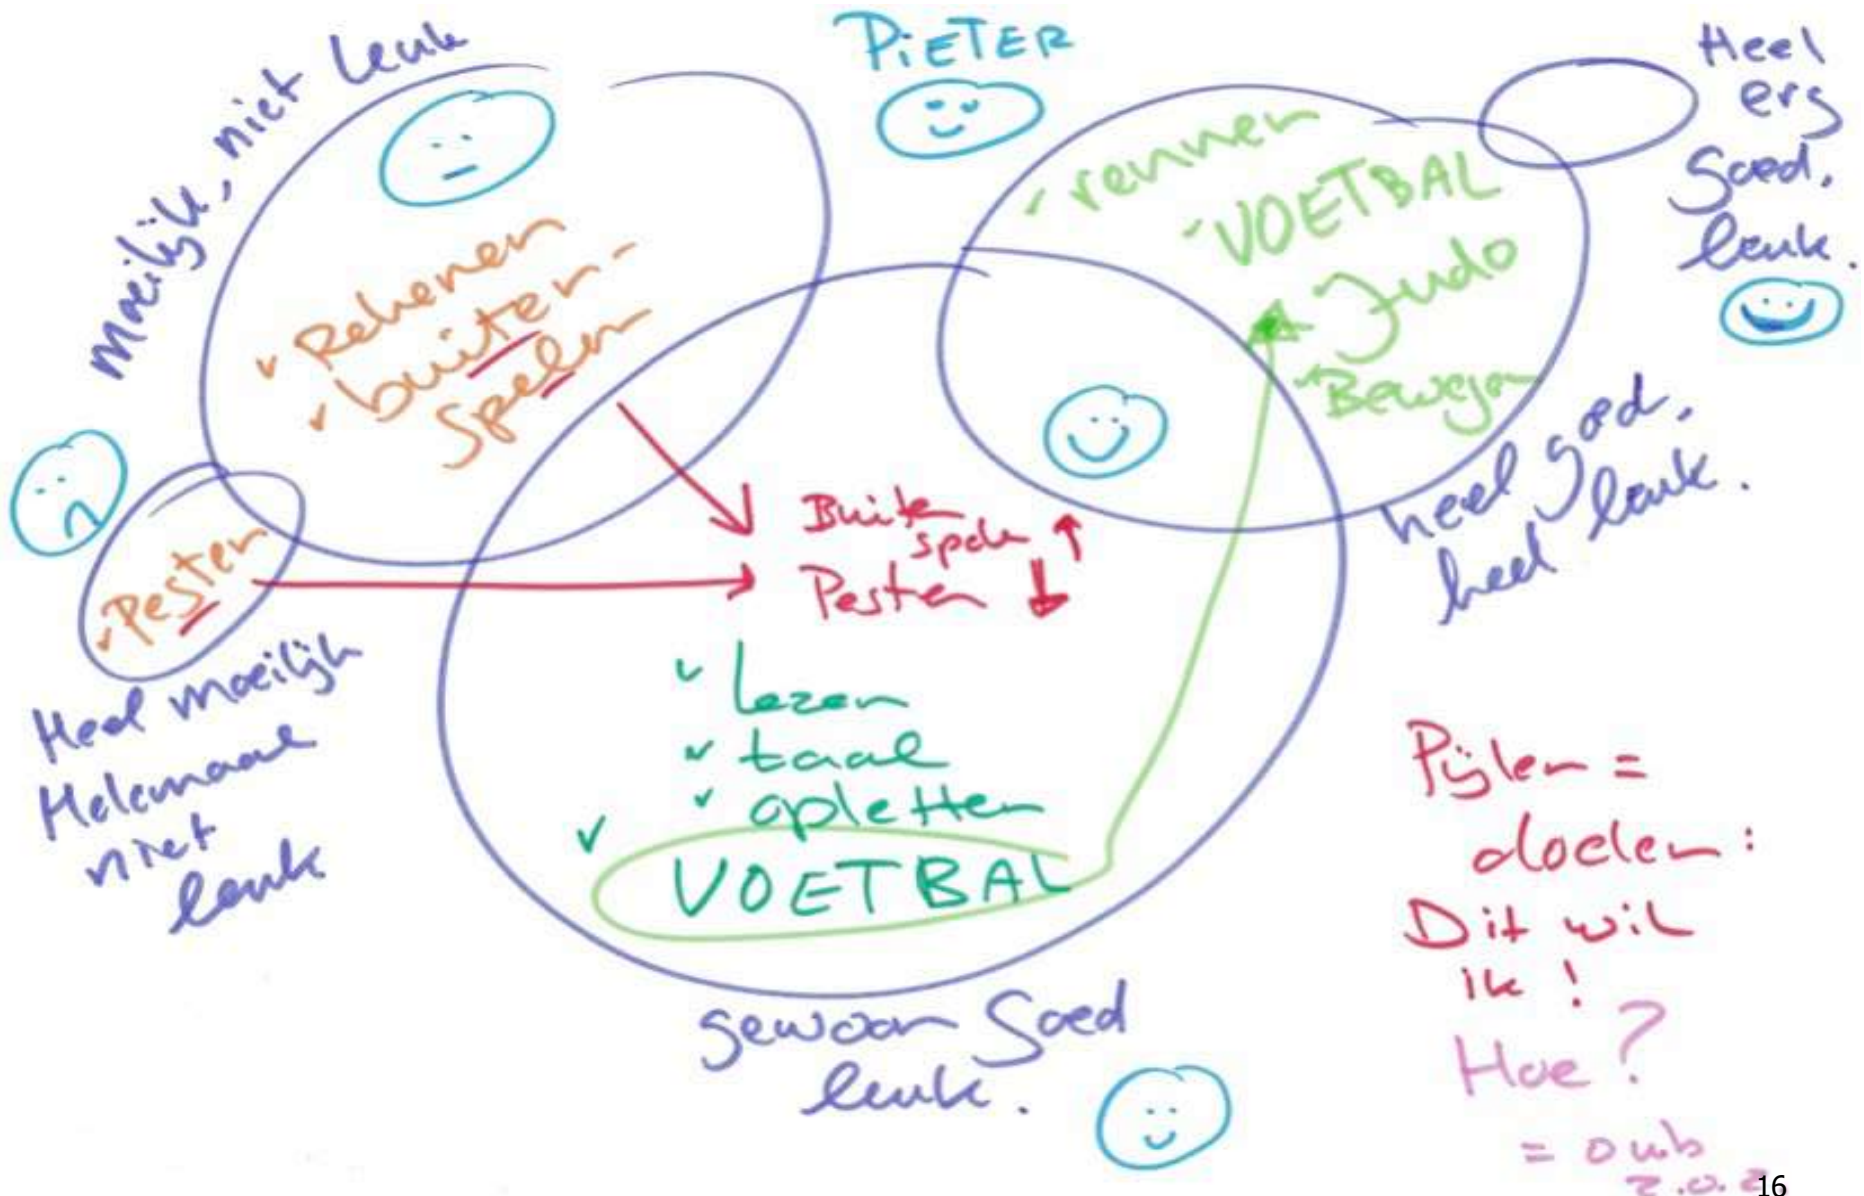 PiETER
moeilijk, niet leuk
Rekenen
buiten-
spelen
rennen
VOETBAL
Judo
Bewegen
Heel
erg
Goed.
leuk.
heel goed.
heel leuk.
Pesten
Heel moeilijk
Helemaal
niet
leuk
Buiten
spelen
Pesten
lezen
taal
opletten
VOETBAL
gewoon Goed
leuk.
Pijlen =
doelen:
Dit wil
ik!
Hoe?
=
16